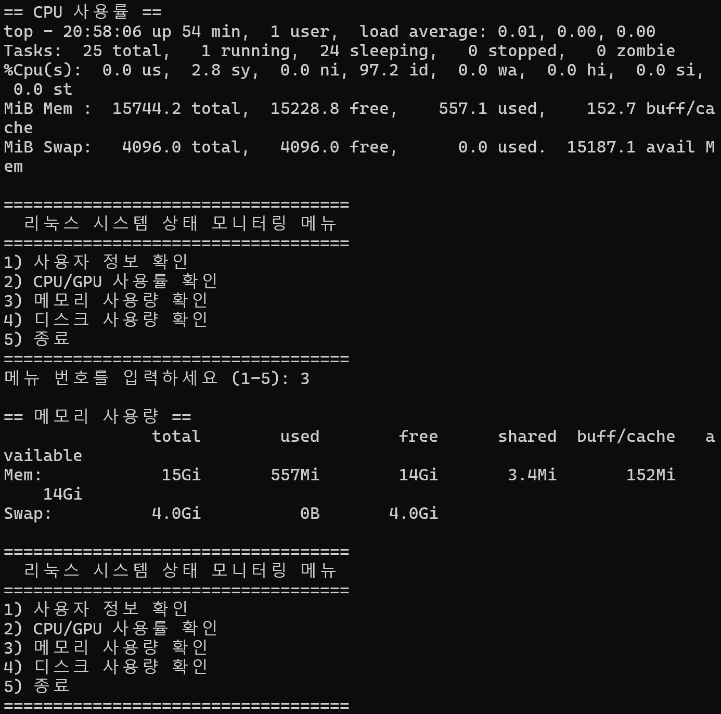 == CPU 사용률 ==
top - 20:58:06 up 54 min,  1 user,  load average: 0.01, 0.00, 0.00
Tasks:  25 total,   1 running,  24 sleeping,   0 stopped,   0 zombie
%Cpu(s):  0.0 us,  2.8 sy,  0.0 ni, 97.2 id,  0.0 wa,  0.0 hi,  0.0 si,
 0.0 st
MiB Mem :  15744.2 total,  15228.8 free,    557.1 used,    152.7 buff/ca
che
MiB Swap:   4096.0 total,   4096.0 free,      0.0 used.  15187.1 avail M
em
===================================
  리눅스 시스템 상태 모니터링 메뉴
===================================
1) 사용자 정보 확인
2) CPU/GPU 사용률 확인
3) 메모리 사용량 확인
4) 디스크 사용량 확인
5) 종료
===================================
메뉴 번호를 입력하세요 (1-5): 3
== 메모리 사용량 ==
               total        used        free      shared  buff/cache   a
vailable
Mem:            15Gi       557Mi        14Gi       3.4Mi       152Mi
    14Gi
Swap:          4.0Gi          0B       4.0Gi
===================================
  리눅스 시스템 상태 모니터링 메뉴
===================================
1) 사용자 정보 확인
2) CPU/GPU 사용률 확인
3) 메모리 사용량 확인
4) 디스크 사용량 확인
5) 종료
===================================